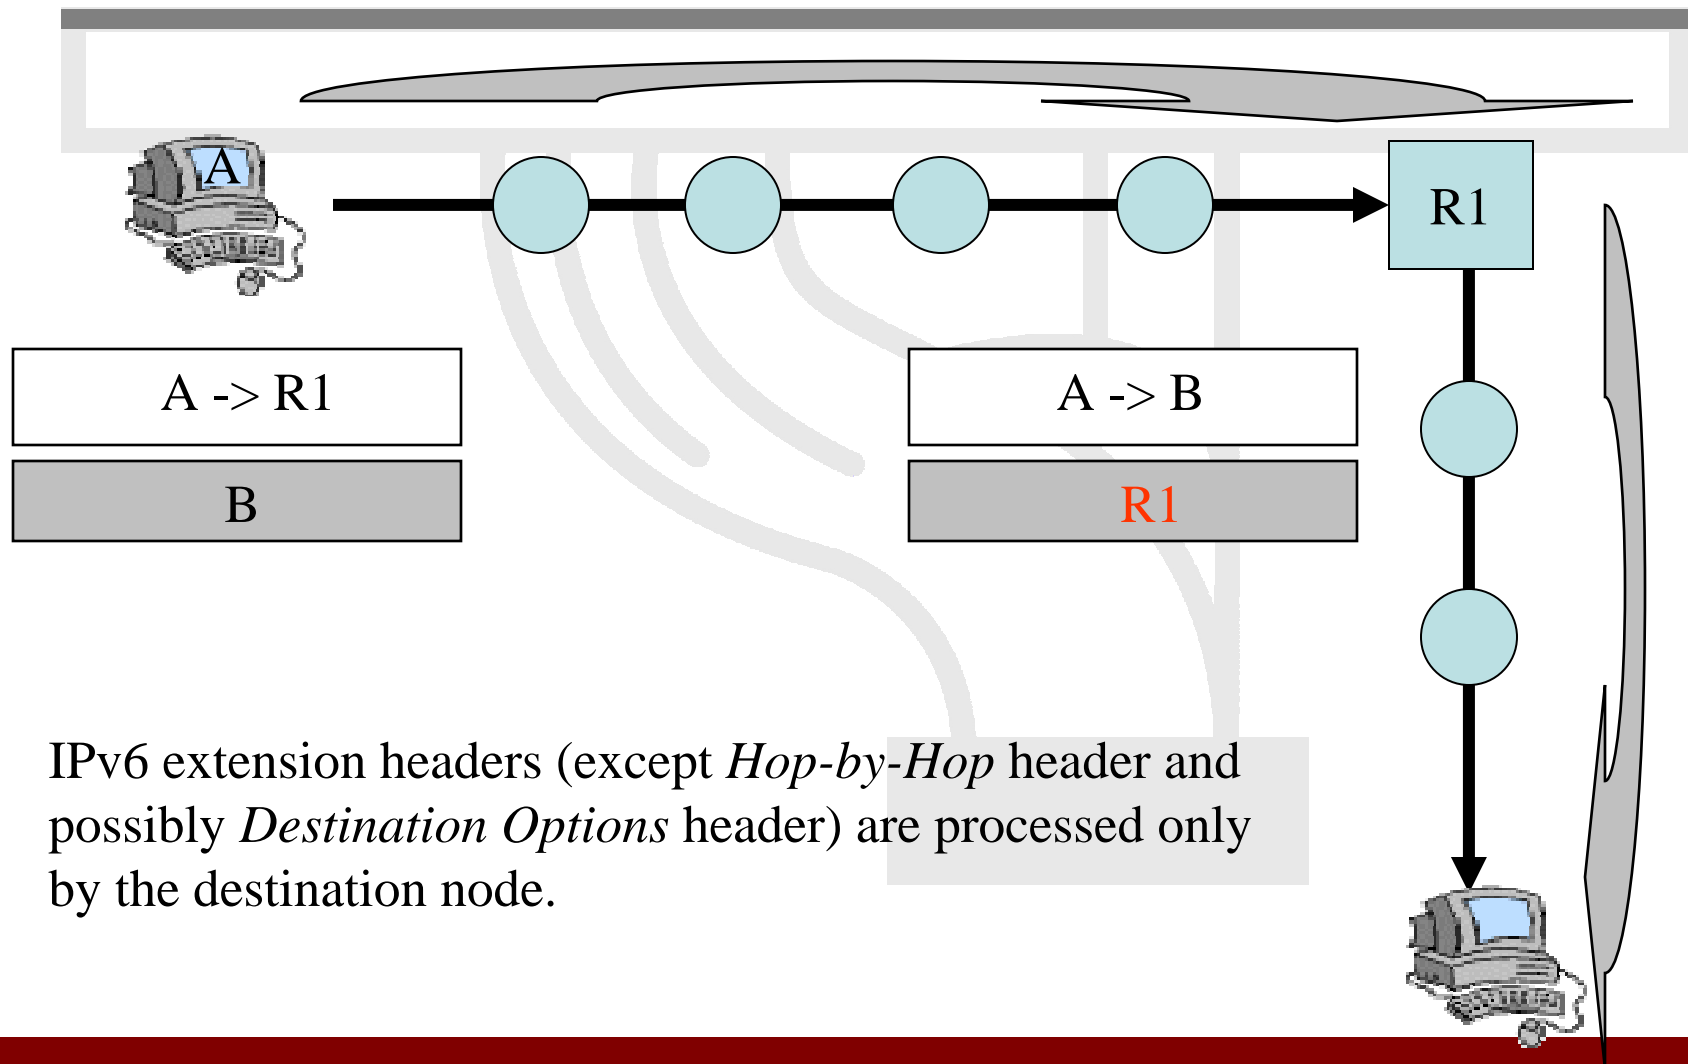 A
R1
A -> R1
A -> B
B
R1
IPv6 extension headers (except Hop-by-Hop header and
possibly Destination Options header) are processed only
by the destination node.